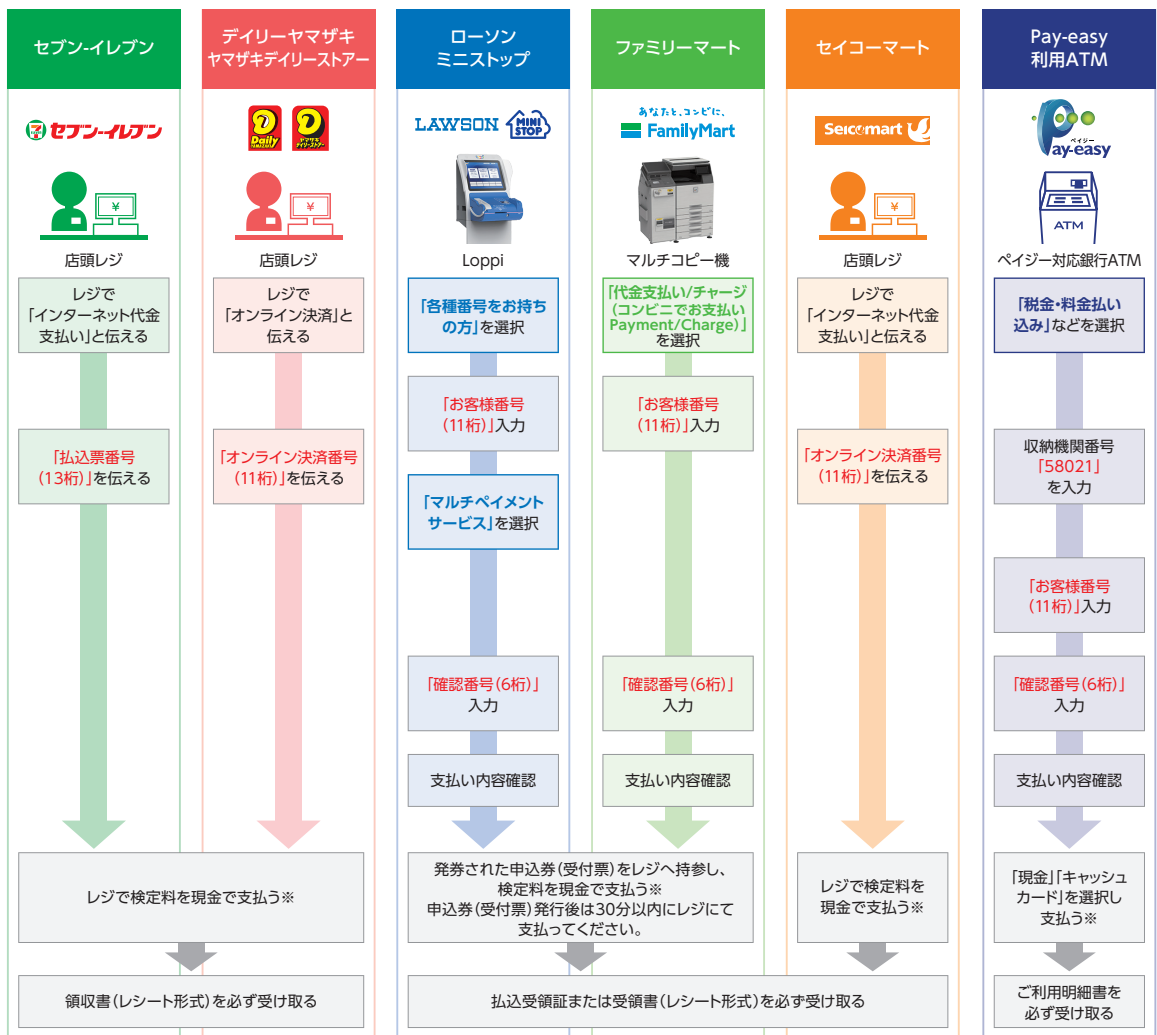 セブン-イレブン
デイリーヤマザキ
ヤマザキデイリーストアー
ローソン
ミニストップ
ファミリーマート
セイコーマート
Pay-easy
利用ATM
7
セブン-イレブン
Daily
YAMAZAKI
ヤマザキ
デイリーストアー
LAWSON
MINI
STOP
あなたと、コンビに、
FamilyMart
Seicomart
ペイジー
Pay-easy
¥
¥
¥
ATM
店頭レジ
店頭レジ
Loppi
マルチコピー機
店頭レジ
ペイジー対応銀行ATM
レジで
「インターネット代金
支払い」と伝える
レジで
「オンライン決済」と
伝える
「各種番号をお持ち
の方」を選択
「代金支払い/チャージ
(コンビニでお支払い
Payment/Charge)」
を選択
レジで
「インターネット代金
支払い」と伝える
「税金・料金払い
込み」などを選択
「お客様番号
(11桁)」入力
「お客様番号
(11桁)」入力
「払込票番号
(13桁)」を伝える
「オンライン決済番号
(11桁)」を伝える
「マルチペイメント
サービス」を選択
「オンライン決済番号
(11桁)」を伝える
収納機関番号
「58021」
を入力
「お客様番号
(11桁)」入力
「確認番号(6桁)」
入力
「確認番号(6桁)」
入力
「確認番号(6桁)」
入力
支払い内容確認
支払い内容確認
支払い内容確認
レジで検定料を現金で支払う※
発券された申込券(受付票)をレジへ持参し、
検定料を現金で支払う※
申込券(受付票)発行後は30分以内にレジにて
支払ってください。
レジで検定料を
現金で支払う※
「現金」「キャッシュ
カード」を選択し
支払う※
領収書(レシート形式)を必ず受け取る
払込受領証または受領書(レシート形式)を必ず受け取る
ご利用明細書を
必ず受け取る